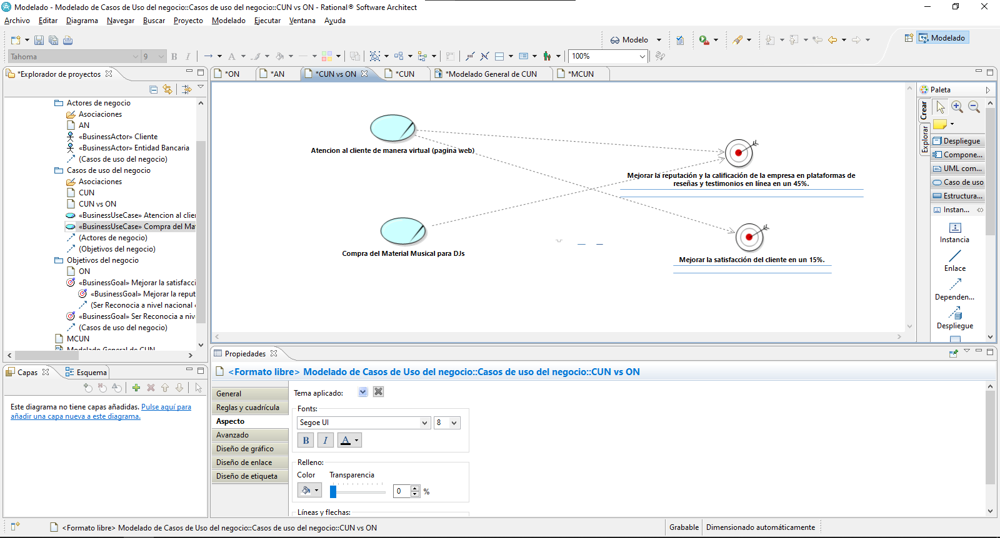 Modelado - Modelado de Casos de Uso del negocio::Casos de uso del negocio::CUN vs ON - Rational® Software Architect
Archivo Editar Diagrama Navegar Buscar Proyecto Modelado Ejecutar Ventana Ayuda
Modelo
Modelado
Tahoma 9 B I A 100%
*Explorador de proyectos
Actores de negocio
Asociaciones
AN
«BusinessActor» Cliente
«BusinessActor» Entidad Bancaria
(Casos de uso del negocio)
Casos de uso del negocio
Asociaciones
CUN
CUN vs ON
«BusinessUseCase» Atencion al clie
«BusinessUseCase» Compra del Ma
(Actores de negocio)
(Objetivos del negocio)
Objetivos del negocio
ON
«BusinessGoal» Mejorar la satisfacci
«BusinessGoal» Mejorar la reput
(Ser Reconocia a nivel nacional
«BusinessGoal» Ser Reconocia a niv
(Casos de uso del negocio)
MCUN
Modelado General de CUN
*ON *AN *CUN vs ON *CUN *Modelado General de CUN *MCUN
Atencion al cliente de manera virtual (pagina web)
Mejorar la reputación y la calificación de la empresa en plataformas de
reseñas y testimonios en línea en un 45%.
Compra del Material Musical para DJs
Mejorar la satisfacción del cliente en un 15%.
Paleta
Crear
Explorar
Despliegue
Compone...
UML com...
Caso de uso
Estructura...
Instan...
Instancia
Enlace
Dependen...
Despliegue
Capas Esquema
Este diagrama no tiene capas añadidas. Pulse aquí para
añadir una capa nueva a este diagrama.
Propiedades
<Formato libre> Modelado de Casos de Uso del negocio::Casos de uso del negocio::CUN vs ON
General
Reglas y cuadrícula
Aspecto
Avanzado
Diseño de gráfico
Diseño de enlace
Diseño de etiqueta
Tema aplicado:
Fonts:
Segoe UI 8
B I A
Relleno:
Color Transparencia
0 %
Líneas y flechas:
<Formato libre> Modelado de Casos de Uso del negocio::Casos de uso del negocio::CUN vs ON
Grabable Dimensionado automáticamente